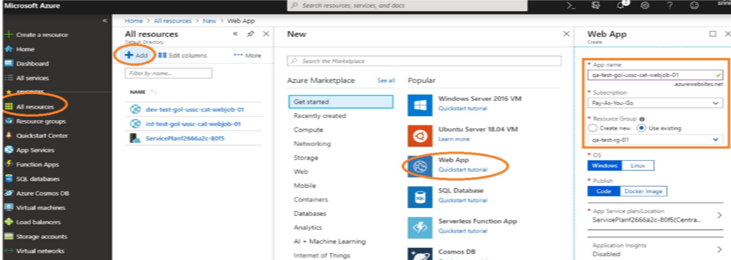 Microsoft Azure
Search resources, services, and docs
Home > All resources > New > Web App
Create a resource
Home
Dashboard
All services
FAVORITES
All resources
Resource groups
Quickstart Center
App Services
Function Apps
SQL databases
Azure Cosmos DB
Virtual machines
Load balancers
Storage accounts
Virtual networks
All resources
Default Directory
Add
Edit columns
More
Filter by name...
NAME
dev-test-gol-ussc-cat-webjob-01
int-test-gol-ussc-cat-webjob-01
ServicePlanf2666a2c-80f5
New
Search the Marketplace
Azure Marketplace
See all
Popular
Get started
Recently created
Compute
Networking
Storage
Web
Mobile
Containers
Databases
Analytics
AI + Machine Learning
Internet of Things
Windows Server 2016 VM
Quickstart tutorial
Ubuntu Server 18.04 VM
Learn more
Web App
Quickstart tutorial
SQL Database
Quickstart tutorial
Serverless Function App
Quickstart tutorial
Cosmos DB
Web App
Create
* App name
qa-test-gol-ussc-cat-webjob-01
.azurewebsites.net
* Subscription
Pay-As-You-Go
* Resource Group
Create new
Use existing
qa-test-rg-01
* OS
Windows
Linux
* Publish
Code
Docker Image
* App Service plan/Location
ServicePlanf2666a2c-80f5(Centra...
Application Insights
Disabled